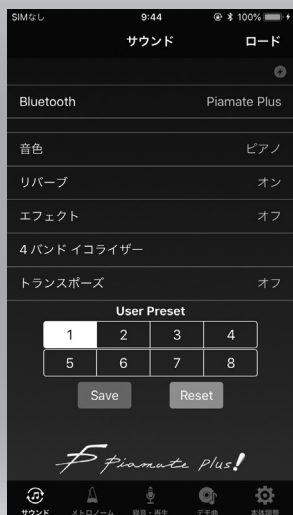 SIMなし 9:44 100%
サウンド ロード
Bluetooth Piamate Plus
音色 ピアノ
リバーブ オン
エフェクト オフ
4 バンド イコライザー
トランスポーズ オフ
User Preset
1 2 3 4
5 6 7 8
Save Reset
Piamate Plus!
サウンド メトロノーム 録音・再生 デモ曲 本体調整